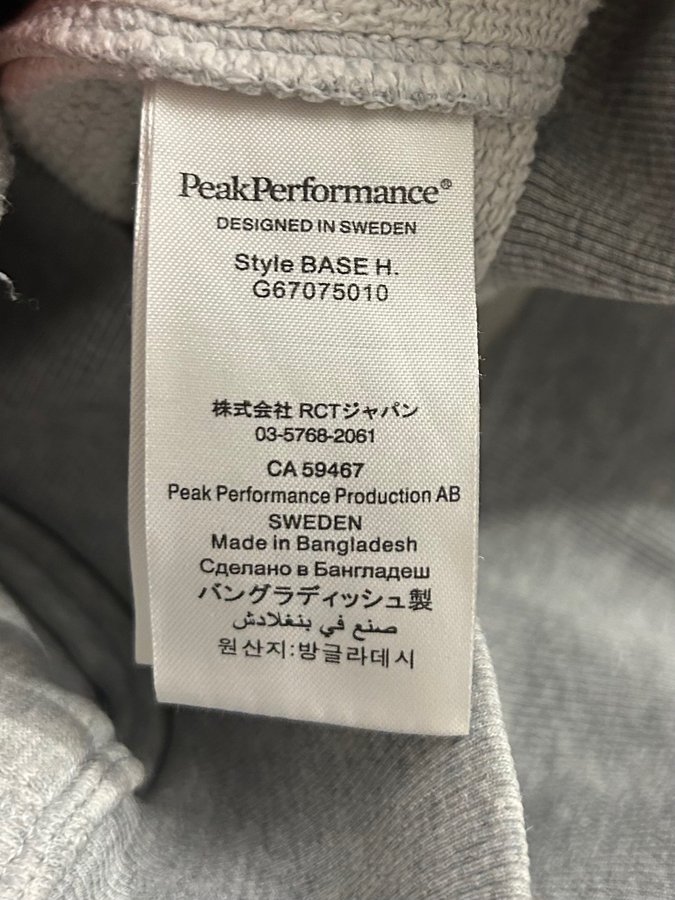 PeakPerformance®
DESIGNED IN SWEDEN
Style BASE H.
G67075010
株式会社 RCTジャパン
03-5768-2061
CA 59467
Peak Performance Production AB
SWEDEN
Made in Bangladesh
Сделано в Бангладеш
バングラディッシュ製
صنع في بنغلادش
원산지:방글라데시